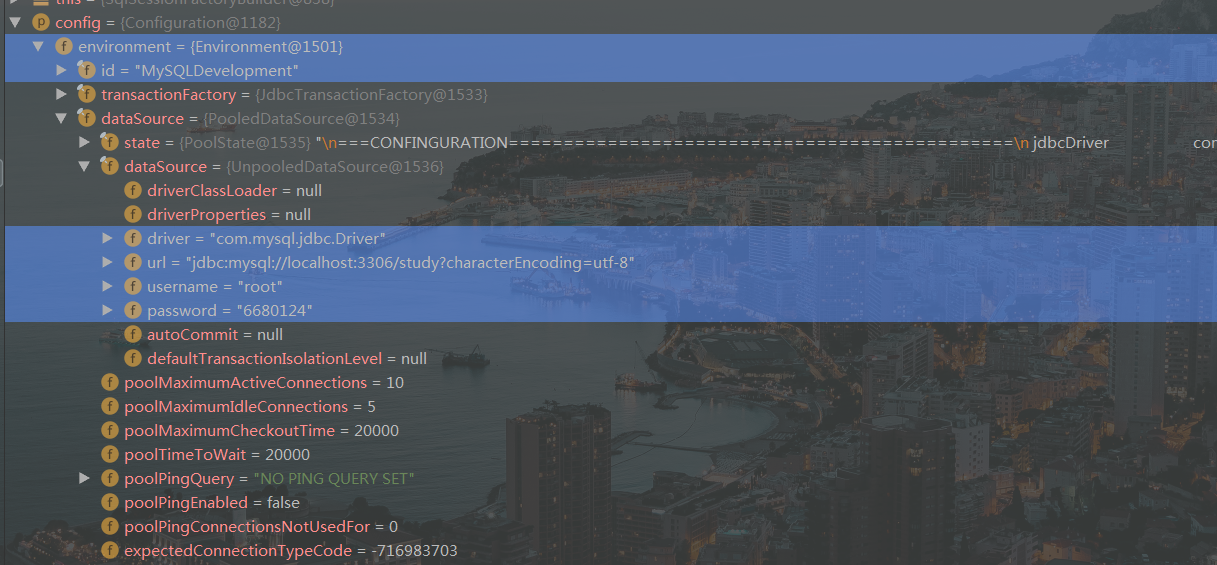 this = {SqlSessionFactoryBuilder@898}
config = {Configuration@1182}
environment = {Environment@1501}
id = "MySQLDevelopment"
transactionFactory = {JdbcTransactionFactory@1533}
dataSource = {PooledDataSource@1534}
state = {PoolState@1535} "\n===CONFINGURATION==============================================\n jdbcDriver con
dataSource = {UnpooledDataSource@1536}
driverClassLoader = null
driverProperties = null
driver = "com.mysql.jdbc.Driver"
url = "jdbc:mysql://localhost:3306/study?characterEncoding=utf-8"
username = "root"
password = "6680124"
autoCommit = null
defaultTransactionIsolationLevel = null
poolMaximumActiveConnections = 10
poolMaximumIdleConnections = 5
poolMaximumCheckoutTime = 20000
poolTimeToWait = 20000
poolPingQuery = "NO PING QUERY SET"
poolPingEnabled = false
poolPingConnectionsNotUsedFor = 0
expectedConnectionTypeCode = -716983703